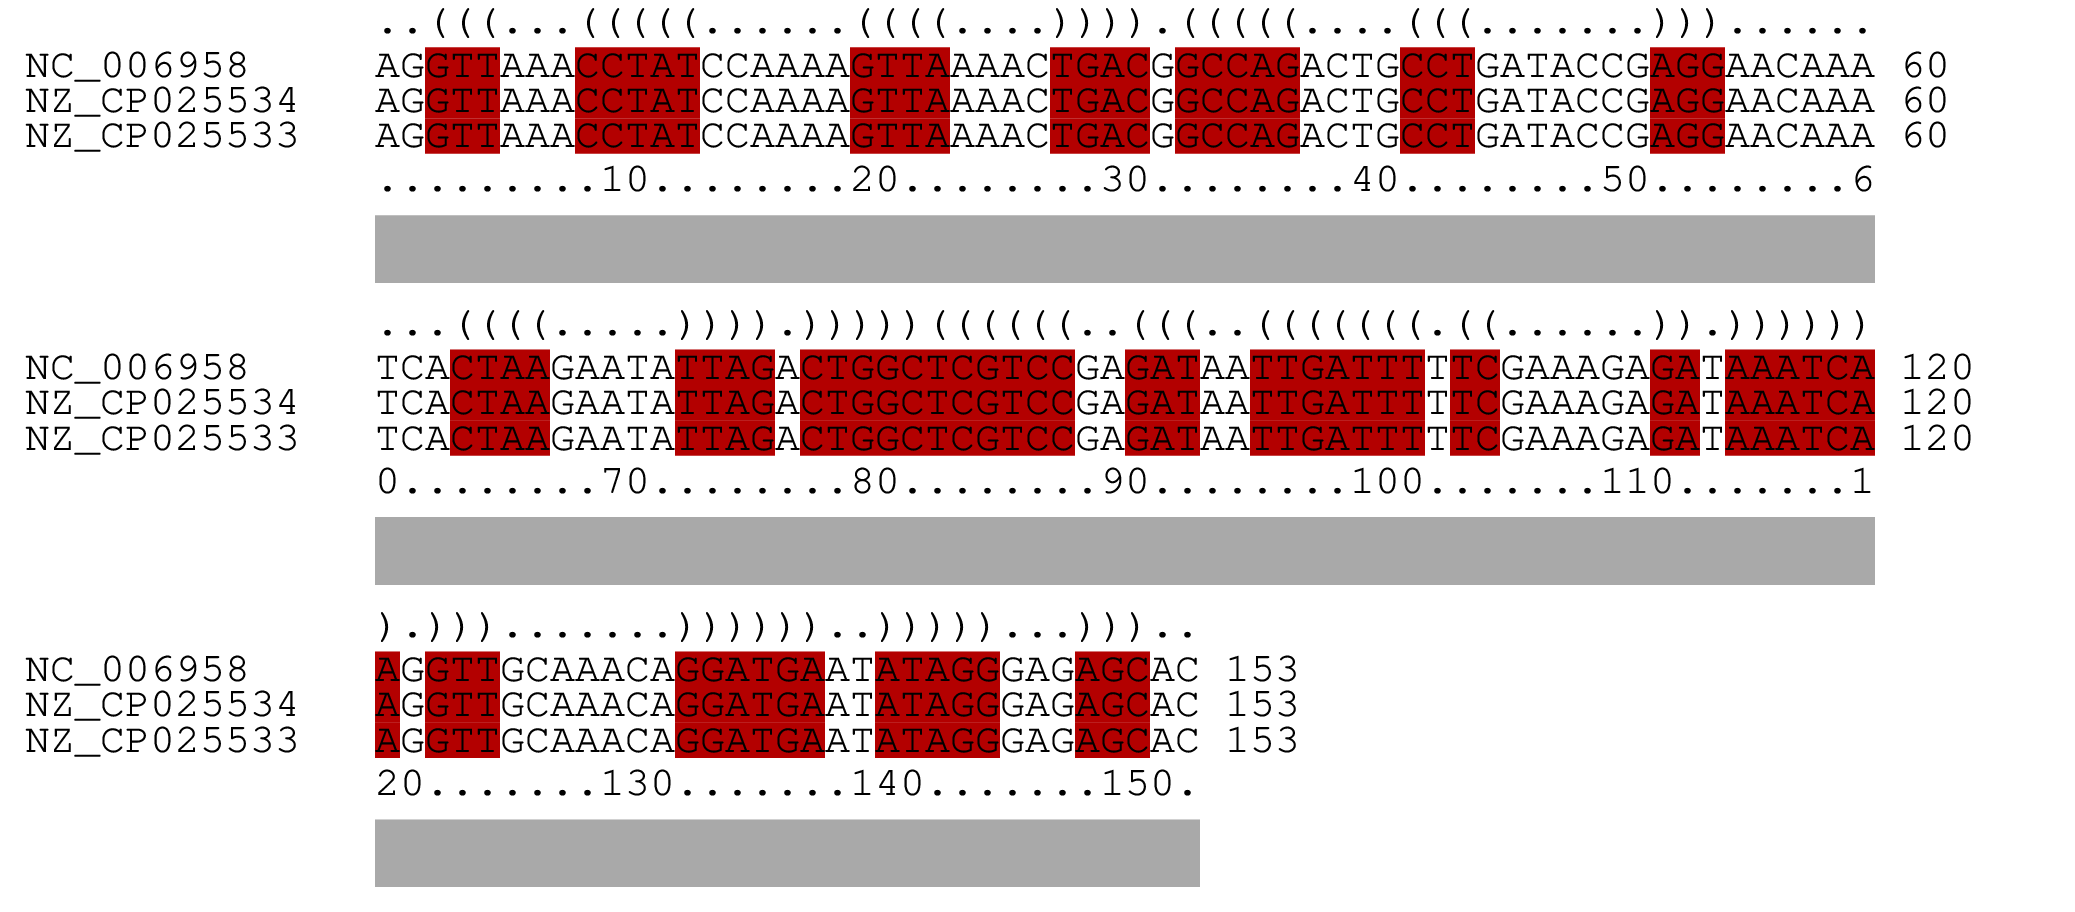 ..(((...(((((......((((....)))).(((((....(((.......)))......
NC_006958 AGGTTAAACCTATCCAAAAGTTAAAACTGACGGCCAGACTGCCTGATACCGAGGAACAAA 60
NZ_CP025534 AGGTTAAACCTATCCAAAAGTTAAAACTGACGGCCAGACTGCCTGATACCGAGGAACAAA 60
NZ_CP025533 AGGTTAAACCTATCCAAAAGTTAAAACTGACGGCCAGACTGCCTGATACCGAGGAACAAA 60
.........10........20........30........40........50........6
...((((.....)))).)))))((((((..(((..(((((((.((......)).))))))
NC_006958 TCACTAAGAATATTAGACTGGCTCGTCCGAGATAATTGATTTTTCGAAAGAGATAAATCA 120
NZ_CP025534 TCACTAAGAATATTAGACTGGCTCGTCCGAGATAATTGATTTTTCGAAAGAGATAAATCA 120
NZ_CP025533 TCACTAAGAATATTAGACTGGCTCGTCCGAGATAATTGATTTTTCGAAAGAGATAAATCA 120
0........70........80........90........100.......110.......1
).))).......))))))..)))))...)))..
NC_006958 AGGTTGCAAACAGGATGAATATAGGGAGAGCAC 153
NZ_CP025534 AGGTTGCAAACAGGATGAATATAGGGAGAGCAC 153
NZ_CP025533 AGGTTGCAAACAGGATGAATATAGGGAGAGCAC 153
20.......130.......140.......150.